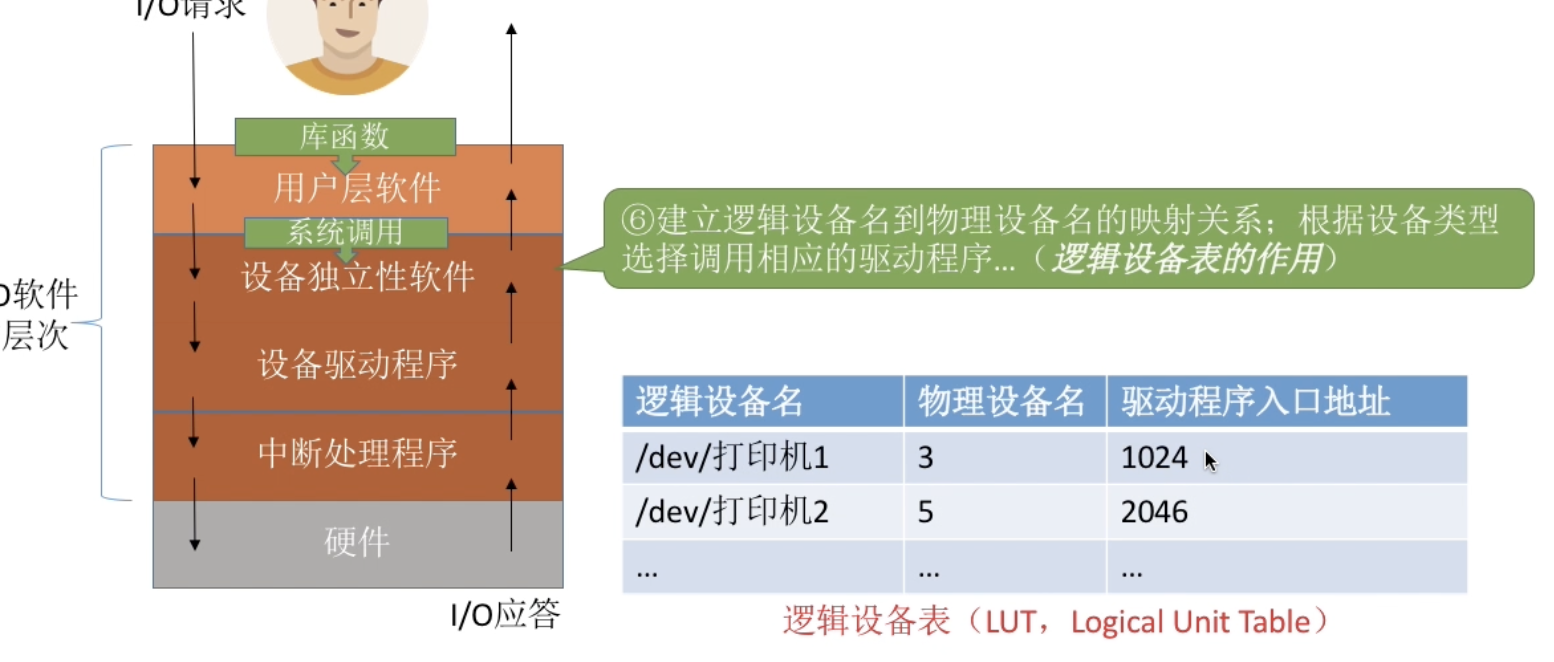 I/O请求
库函数
用户层软件
系统调用
设备独立性软件
设备驱动程序
中断处理程序
硬件
I/O应答
O软件
层次
⑥建立逻辑设备名到物理设备名的映射关系；根据设备类型
选择调用相应的驱动程序…（逻辑设备表的作用）
逻辑设备名 物理设备名 驱动程序入口地址
/dev/打印机1 3 1024
/dev/打印机2 5 2046
... ... ...
逻辑设备表（LUT，Logical Unit Table）